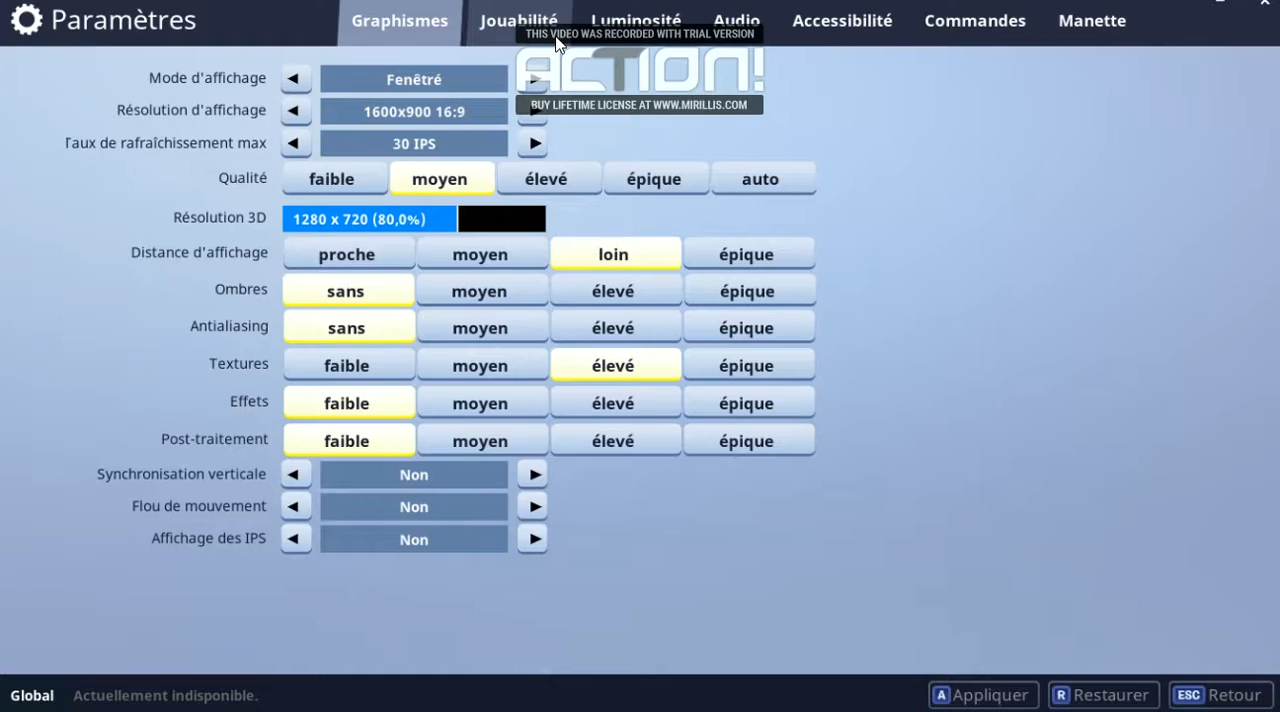 Paramètres
Graphismes Jouabilité Luminosité Audio Accessibilité Commandes Manette
THIS VIDEO WAS RECORDED WITH TRIAL VERSION
ACTION!
BUY LIFETIME LICENSE AT WWW.MIRILLIS.COM
Mode d'affichage Fenêtré
Résolution d'affichage 1600x900 16:9
Taux de rafraîchissement max 30 IPS
Qualité faible moyen élevé épique auto
Résolution 3D 1280 x 720 (80,0%)
Distance d'affichage proche moyen loin épique
Ombres sans moyen élevé épique
Antialiasing sans moyen élevé épique
Textures faible moyen élevé épique
Effets faible moyen élevé épique
Post-traitement faible moyen élevé épique
Synchronisation verticale Non
Flou de mouvement Non
Affichage des IPS Non
Global Actuellement indisponible. A Appliquer R Restaurer ESC Retour